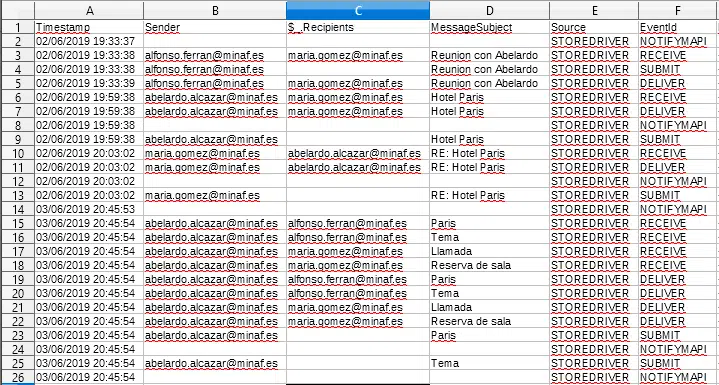 A B C D E F
1 Timestamp Sender $_.Recipients MessageSubject Source EventId
2 02/06/2019 19:33:37 STOREDRIVER NOTIFYMAPI
3 02/06/2019 19:33:38 alfonso.ferran@minaf.es maria.gomez@minaf.es Reunion con Abelardo STOREDRIVER RECEIVE
4 02/06/2019 19:33:38 alfonso.ferran@minaf.es Reunion con Abelardo STOREDRIVER SUBMIT
5 02/06/2019 19:33:39 alfonso.ferran@minaf.es maria.gomez@minaf.es Reunion con Abelardo STOREDRIVER DELIVER
6 02/06/2019 19:59:38 abelardo.alcazar@minaf.es maria.gomez@minaf.es Hotel Paris STOREDRIVER RECEIVE
7 02/06/2019 19:59:38 abelardo.alcazar@minaf.es maria.gomez@minaf.es Hotel Paris STOREDRIVER DELIVER
8 02/06/2019 19:59:38 STOREDRIVER NOTIFYMAPI
9 02/06/2019 19:59:38 abelardo.alcazar@minaf.es Hotel Paris STOREDRIVER SUBMIT
10 02/06/2019 20:03:02 maria.gomez@minaf.es abelardo.alcazar@minaf.es RE: Hotel Paris STOREDRIVER RECEIVE
11 02/06/2019 20:03:02 maria.gomez@minaf.es abelardo.alcazar@minaf.es RE: Hotel Paris STOREDRIVER DELIVER
12 02/06/2019 20:03:02 STOREDRIVER NOTIFYMAPI
13 02/06/2019 20:03:02 maria.gomez@minaf.es RE: Hotel Paris STOREDRIVER SUBMIT
14 03/06/2019 20:45:53 STOREDRIVER NOTIFYMAPI
15 03/06/2019 20:45:54 abelardo.alcazar@minaf.es alfonso.ferran@minaf.es Paris STOREDRIVER RECEIVE
16 03/06/2019 20:45:54 abelardo.alcazar@minaf.es alfonso.ferran@minaf.es Tema STOREDRIVER RECEIVE
17 03/06/2019 20:45:54 abelardo.alcazar@minaf.es maria.gomez@minaf.es Llamada STOREDRIVER RECEIVE
18 03/06/2019 20:45:54 abelardo.alcazar@minaf.es maria.gomez@minaf.es Reserva de sala STOREDRIVER RECEIVE
19 03/06/2019 20:45:54 abelardo.alcazar@minaf.es alfonso.ferran@minaf.es Paris STOREDRIVER DELIVER
20 03/06/2019 20:45:54 abelardo.alcazar@minaf.es alfonso.ferran@minaf.es Tema STOREDRIVER DELIVER
21 03/06/2019 20:45:54 abelardo.alcazar@minaf.es maria.gomez@minaf.es Llamada STOREDRIVER DELIVER
22 03/06/2019 20:45:54 abelardo.alcazar@minaf.es maria.gomez@minaf.es Reserva de sala STOREDRIVER DELIVER
23 03/06/2019 20:45:54 abelardo.alcazar@minaf.es Paris STOREDRIVER SUBMIT
24 03/06/2019 20:45:54 STOREDRIVER NOTIFYMAPI
25 03/06/2019 20:45:54 abelardo.alcazar@minaf.es Tema STOREDRIVER SUBMIT
26 03/06/2019 20:45:54 STOREDRIVER NOTIFYMAPI